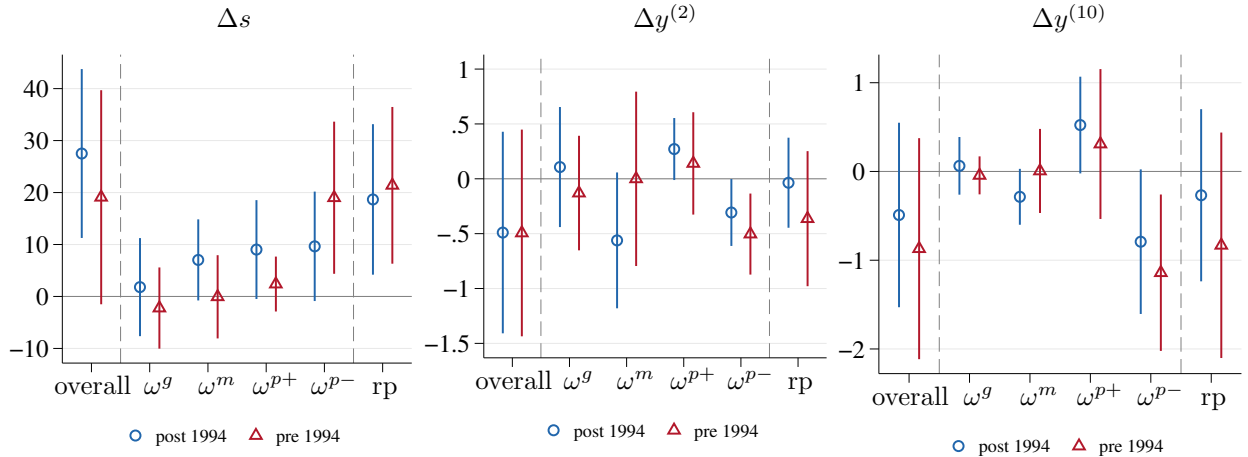 Δs
40
30
20
10
0
−10
overall ω^g ω^m ω^{p+} ω^{p−} rp
post 1994 pre 1994
Δy^{(2)}
1
.5
0
−.5
−1
−1.5
overall ω^g ω^m ω^{p+} ω^{p−} rp
post 1994 pre 1994
Δy^{(10)}
1
0
−1
−2
overall ω^g ω^m ω^{p+} ω^{p−} rp
post 1994 pre 1994